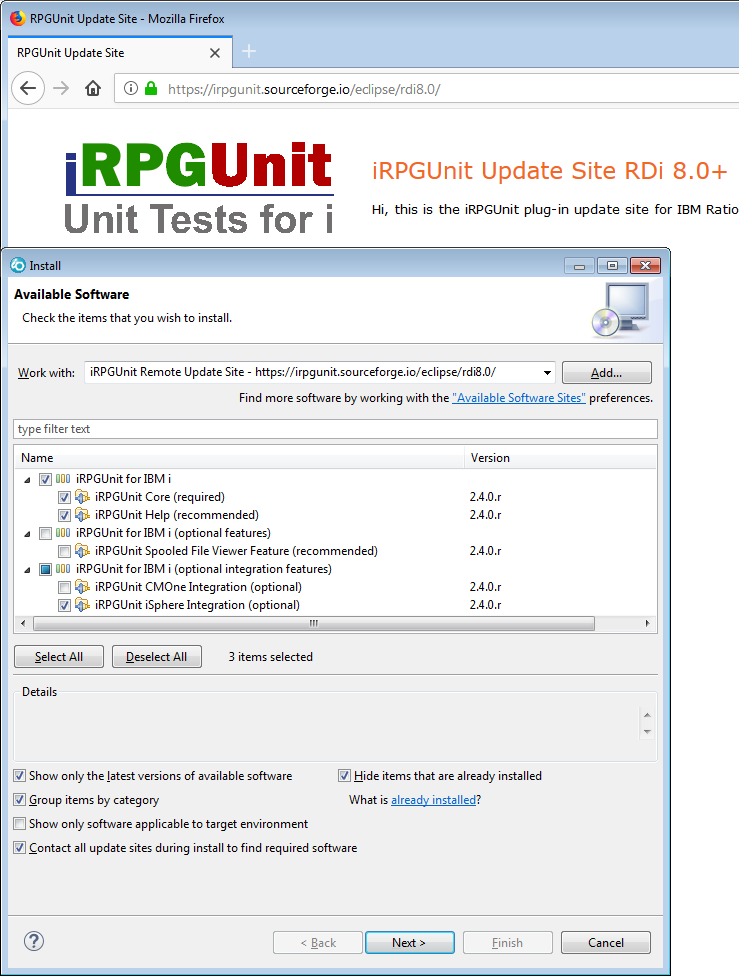 RPGUnit Update Site - Mozilla Firefox
RPGUnit Update Site
https://irpgunit.sourceforge.io/eclipse/rdi8.0/
iRPGUnit
Unit Tests for i
iRPGUnit Update Site RDi 8.0+
Hi, this is the iRPGUnit plug-in update site for IBM Ratio
Install
Available Software
Check the items that you wish to install.
Work with: iRPGUnit Remote Update Site - https://irpgunit.sourceforge.io/eclipse/rdi8.0/ Add...
Find more software by working with the "Available Software Sites" preferences.
type filter text
Name Version
iRPGUnit for IBM i
iRPGUnit Core (required) 2.4.0.r
iRPGUnit Help (recommended) 2.4.0.r
iRPGUnit for IBM i (optional features)
iRPGUnit Spooled File Viewer Feature (recommended) 2.4.0.r
iRPGUnit for IBM i (optional integration features)
iRPGUnit CMOne Integration (optional) 2.4.0.r
iRPGUnit iSphere Integration (optional) 2.4.0.r
Select All Deselect All 3 items selected
Details
Show only the latest versions of available software Hide items that are already installed
Group items by category What is already installed?
Show only software applicable to target environment
Contact all update sites during install to find required software
? < Back Next > Finish Cancel